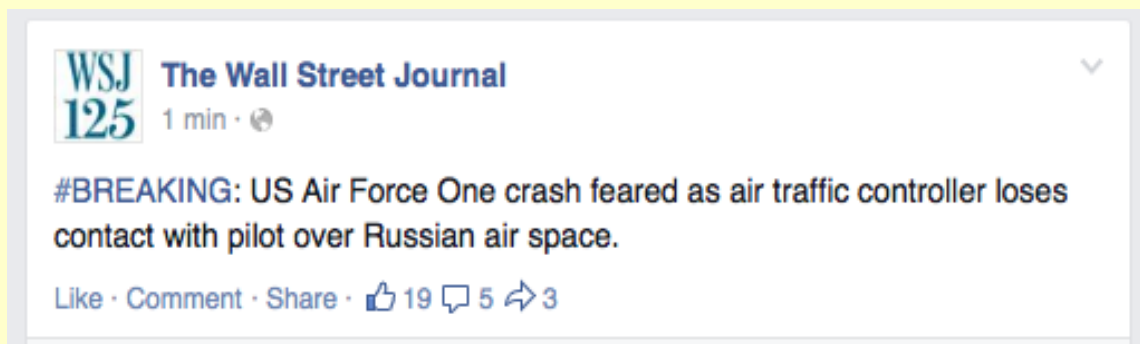 WSJ
125
The Wall Street Journal
1 min ·
#BREAKING: US Air Force One crash feared as air traffic controller loses
contact with pilot over Russian air space.
Like · Comment · Share · 19 5 3